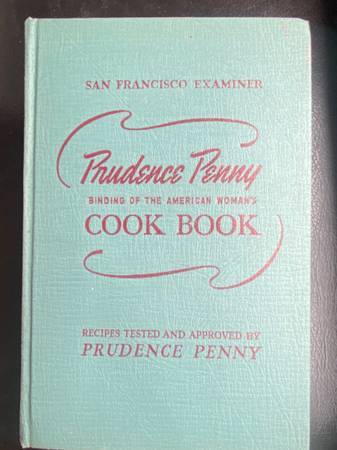 SAN FRANCISCO EXAMINER
Prudence Penny
BINDING OF THE AMERICAN WOMAN'S
COOK BOOK
RECIPES TESTED AND APPROVED BY
PRUDENCE PENNY